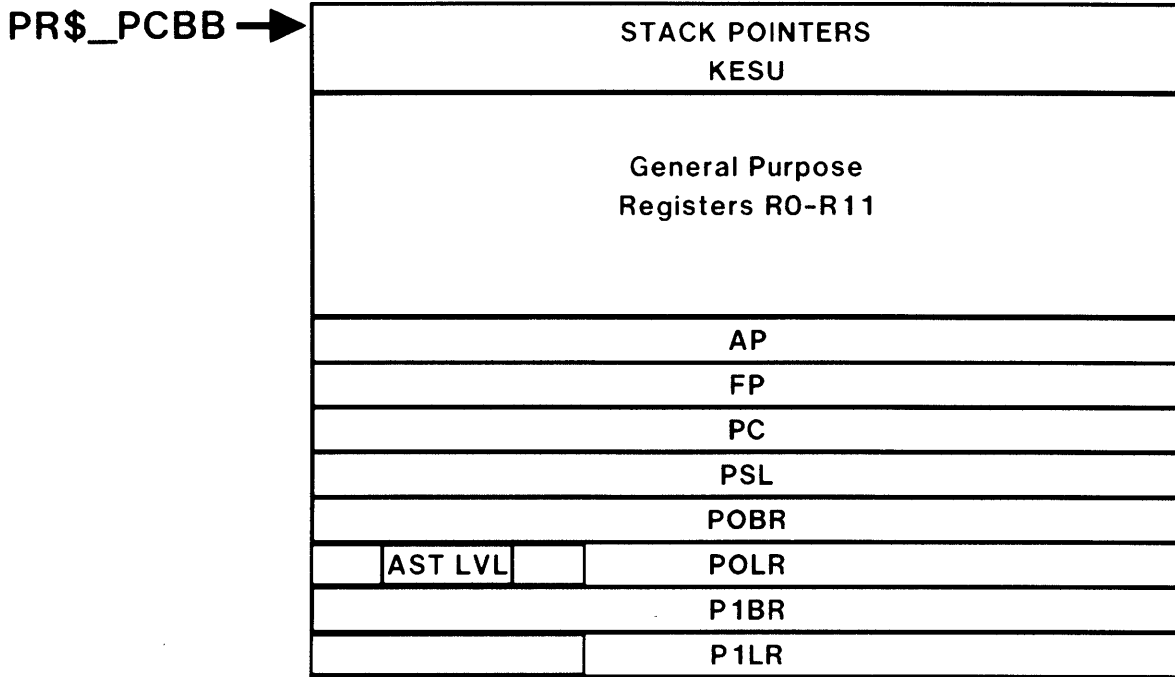 PR$_PCBB
STACK POINTERS
KESU
General Purpose
Registers R0-R11
AP
FP
PC
PSL
P0BR
AST LVL P0LR
P1BR
P1LR